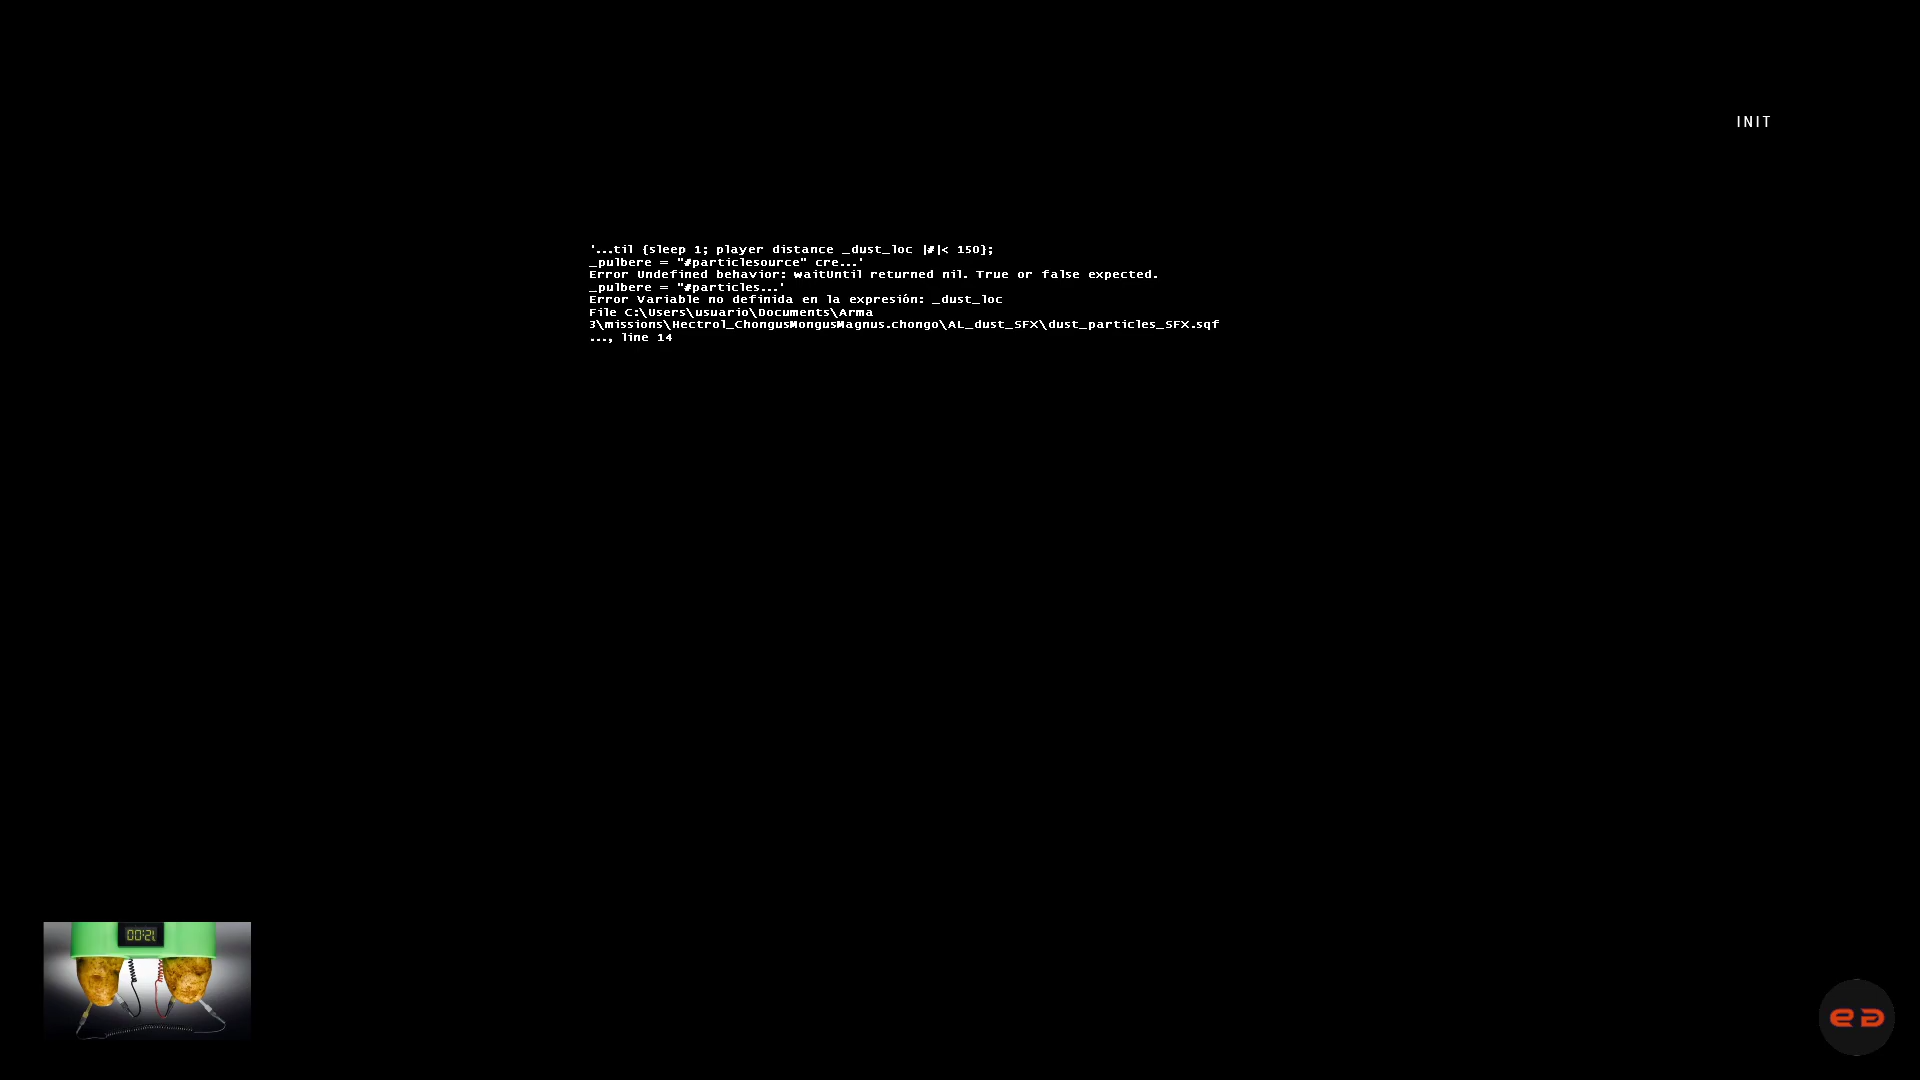 INIT
'...til {sleep 1; player distance _dust_loc |#|< 150};
_pulbere = "#particlesource" cre...'
Error Undefined behavior: waitUntil returned nil. True or false expected.
_pulbere = "#particles...'
Error Variable no definida en la expresión: _dust_loc
File C:\Users\usuario\Documents\Arma
3\missions\Hectrol_ChongusMongusMagnus.chongo\AL_dust_SFX\dust_particles_SFX.sqf
..., line 14
00:21